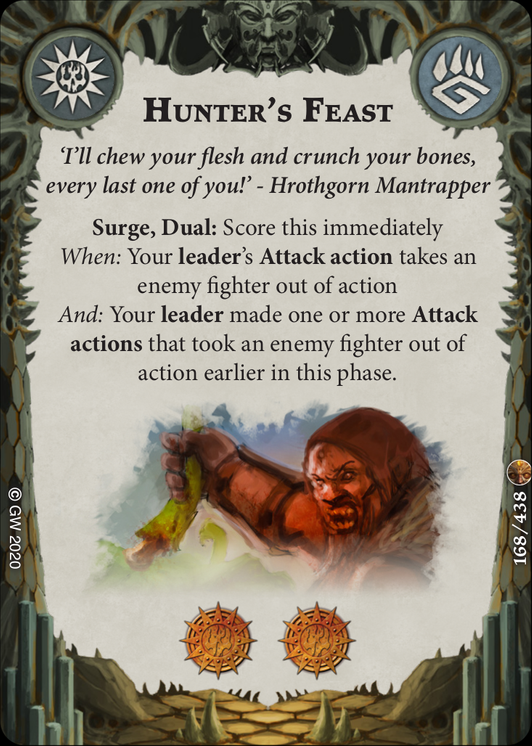 Hunter's Feast
'I'll chew your flesh and crunch your bones,
every last one of you!' - Hrothgorn Mantrapper
Surge, Dual: Score this immediately
When: Your leader's Attack action takes an
enemy fighter out of action
And: Your leader made one or more Attack
actions that took an enemy fighter out of
action earlier in this phase.
© GW 2020
168/438